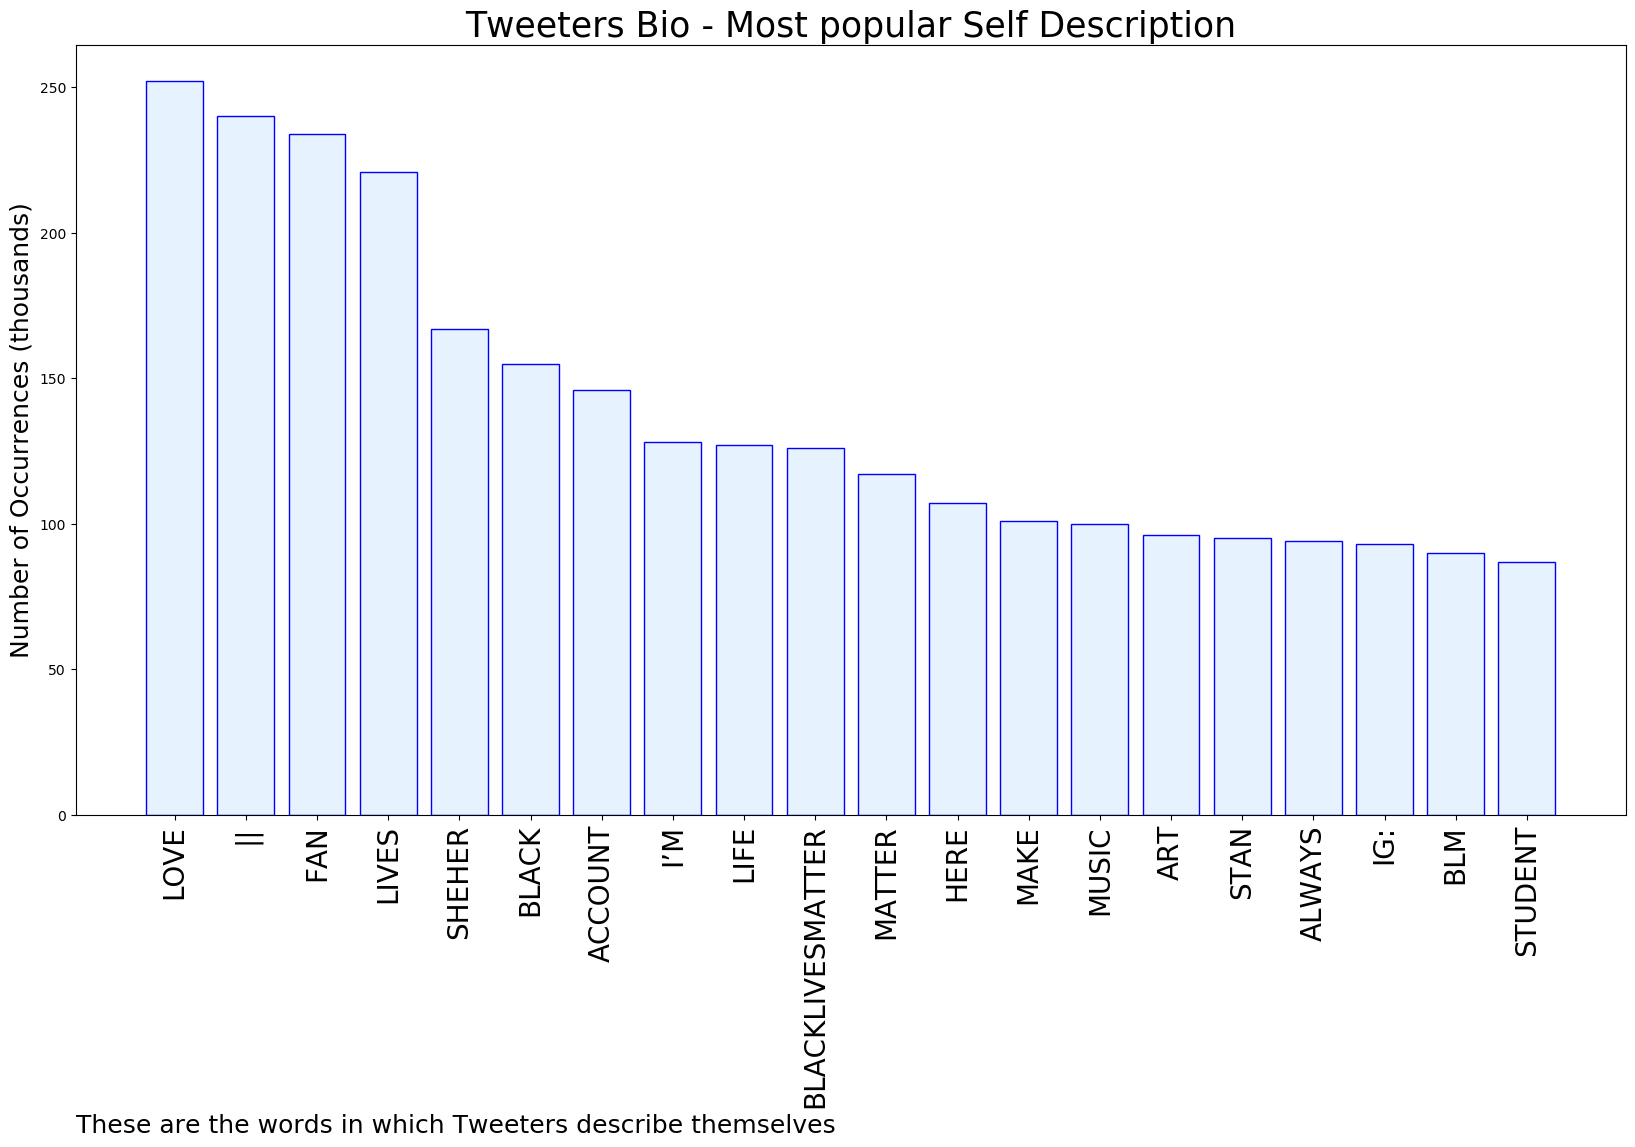 Tweeters Bio - Most popular Self Description
Number of Occurrences (thousands)
250
200
150
100
50
0
LOVE
||
FAN
LIVES
SHEHER
BLACK
ACCOUNT
I’M
LIFE
BLACKLIVESMATTER
MATTER
HERE
MAKE
MUSIC
ART
STAN
ALWAYS
IG:
BLM
STUDENT
These are the words in which Tweeters describe themselves